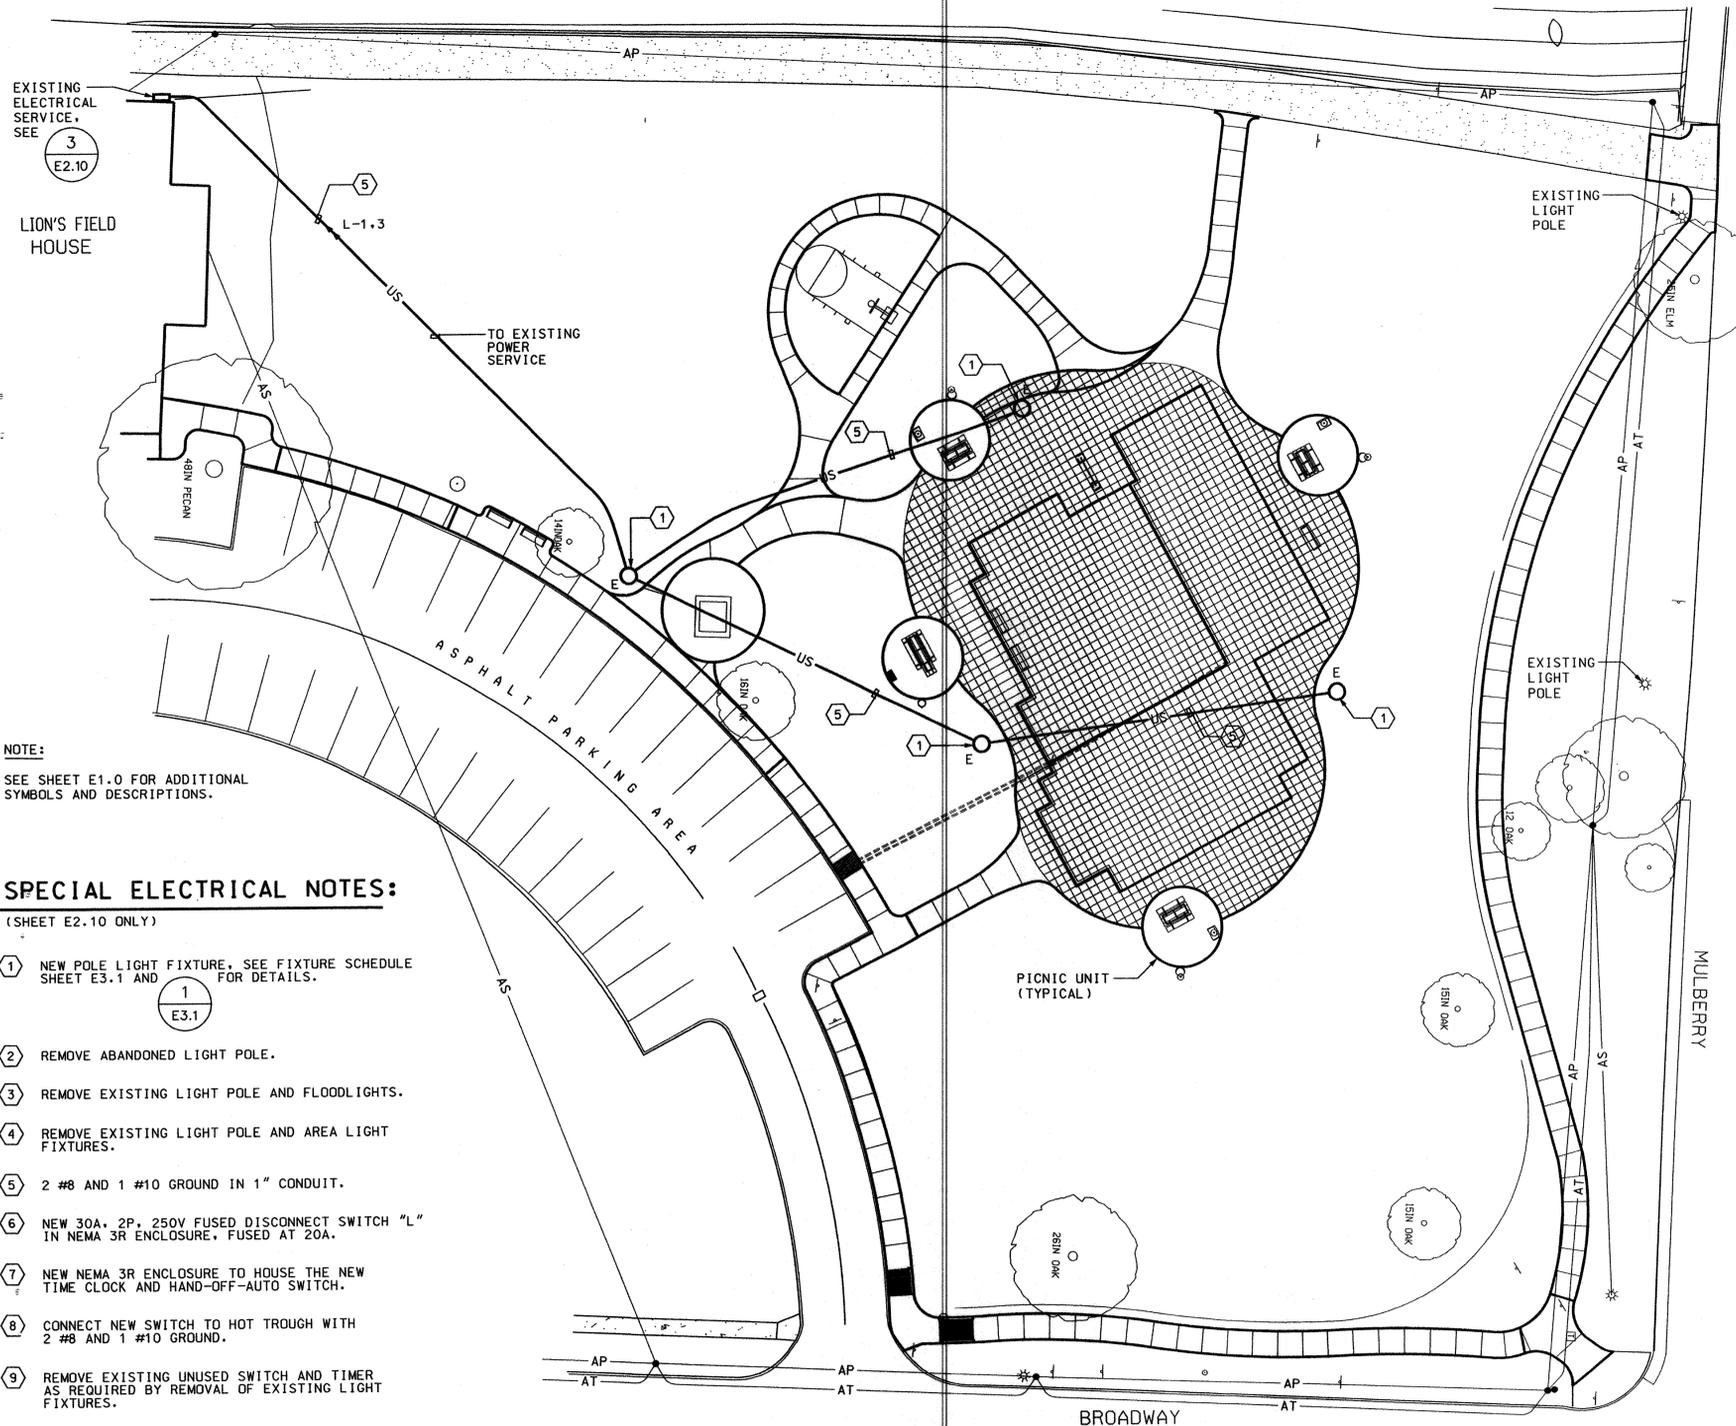 EXISTING
ELECTRICAL
SERVICE,
SEE
3
E2.10
LION'S FIELD
HOUSE
AP
AP
5
L-1,3
US
TO EXISTING
POWER
SERVICE
AS
48IN PECAN
14INOAK
1
E
1
5
US
EXISTING
LIGHT
POLE
26IN ELM
AP
AT
US
16IN OAK
5
1
E
US
5
E
1
EXISTING
LIGHT
POLE
12 OAK
ASPHALT PARKING AREA
PICNIC UNIT
(TYPICAL)
15IN OAK
MULBERRY
AS
AP
AS
AT
15IN OAK
26IN OAK
AP
AT
AP
AT
AP
AT
BROADWAY
NOTE:
SEE SHEET E1.0 FOR ADDITIONAL
SYMBOLS AND DESCRIPTIONS.
SPECIAL ELECTRICAL NOTES:
(SHEET E2.10 ONLY)
1 NEW POLE LIGHT FIXTURE, SEE FIXTURE SCHEDULE
SHEET E3.1 AND FOR DETAILS.
1
E3.1
2 REMOVE ABANDONED LIGHT POLE.
3 REMOVE EXISTING LIGHT POLE AND FLOODLIGHTS.
4 REMOVE EXISTING LIGHT POLE AND AREA LIGHT
FIXTURES.
5 2 #8 AND 1 #10 GROUND IN 1" CONDUIT.
6 NEW 30A, 2P, 250V FUSED DISCONNECT SWITCH "L"
IN NEMA 3R ENCLOSURE, FUSED AT 20A.
7 NEW NEMA 3R ENCLOSURE TO HOUSE THE NEW
TIME CLOCK AND HAND-OFF-AUTO SWITCH.
8 CONNECT NEW SWITCH TO HOT TROUGH WITH
2 #8 AND 1 #10 GROUND.
9 REMOVE EXISTING UNUSED SWITCH AND TIMER
AS REQUIRED BY REMOVAL OF EXISTING LIGHT
FIXTURES.